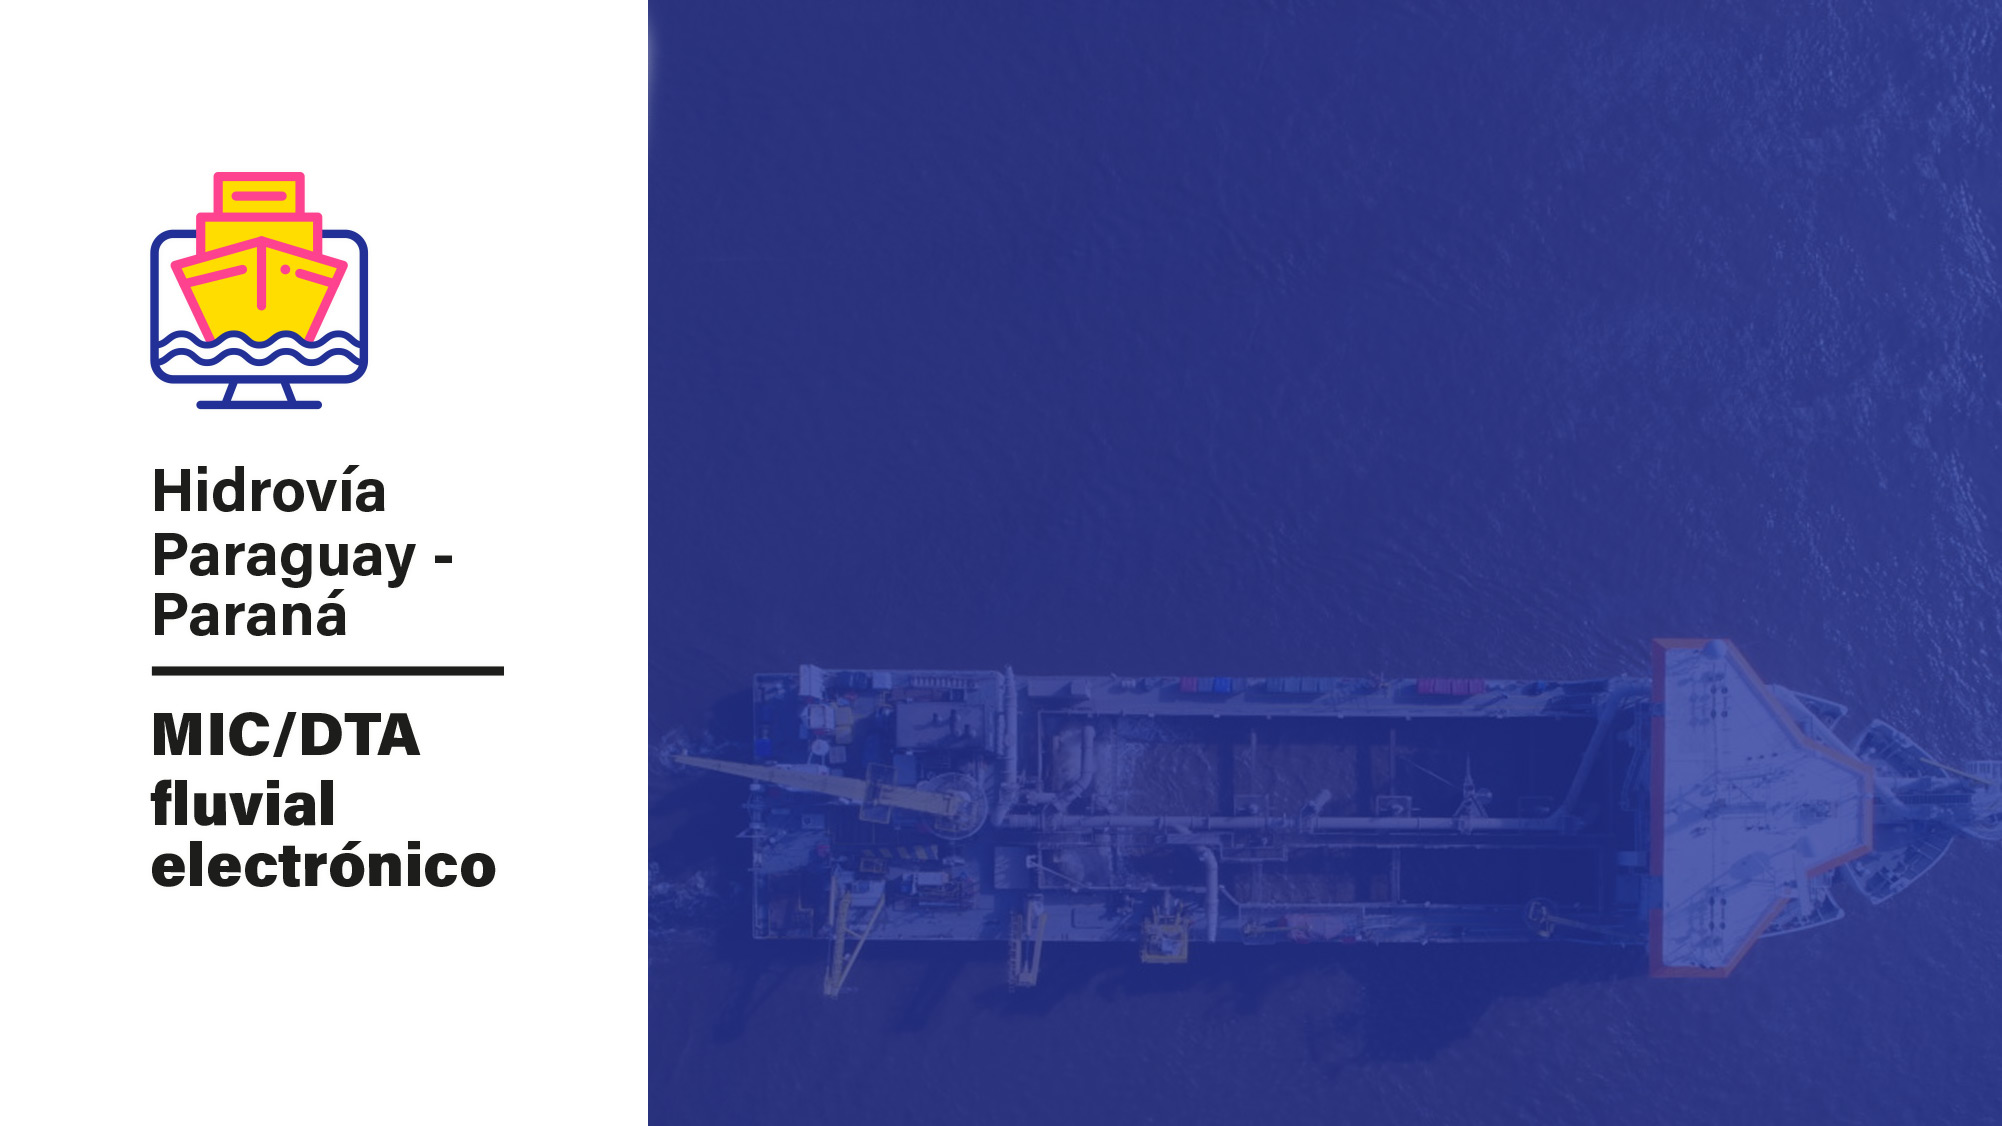 Hidrovía
Paraguay -
Paraná
MIC/DTA
fluvial
electrónico